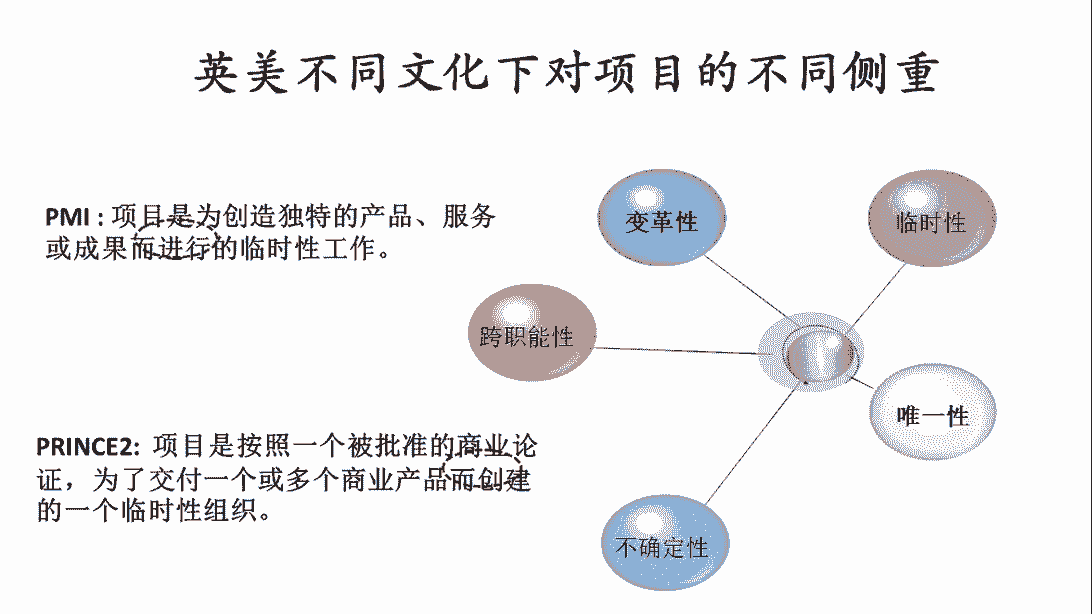 英美不同文化下对项目的不同侧重
PMI : 项目是为创造独特的产品、服务
或成果而进行的临时性工作。
变革性
临时性
跨职能性
唯一性
PRINCE2: 项目是按照一个被批准的商业论
证，为了交付一个或多个商业产品而创建
的一个临时性组织。
不确定性